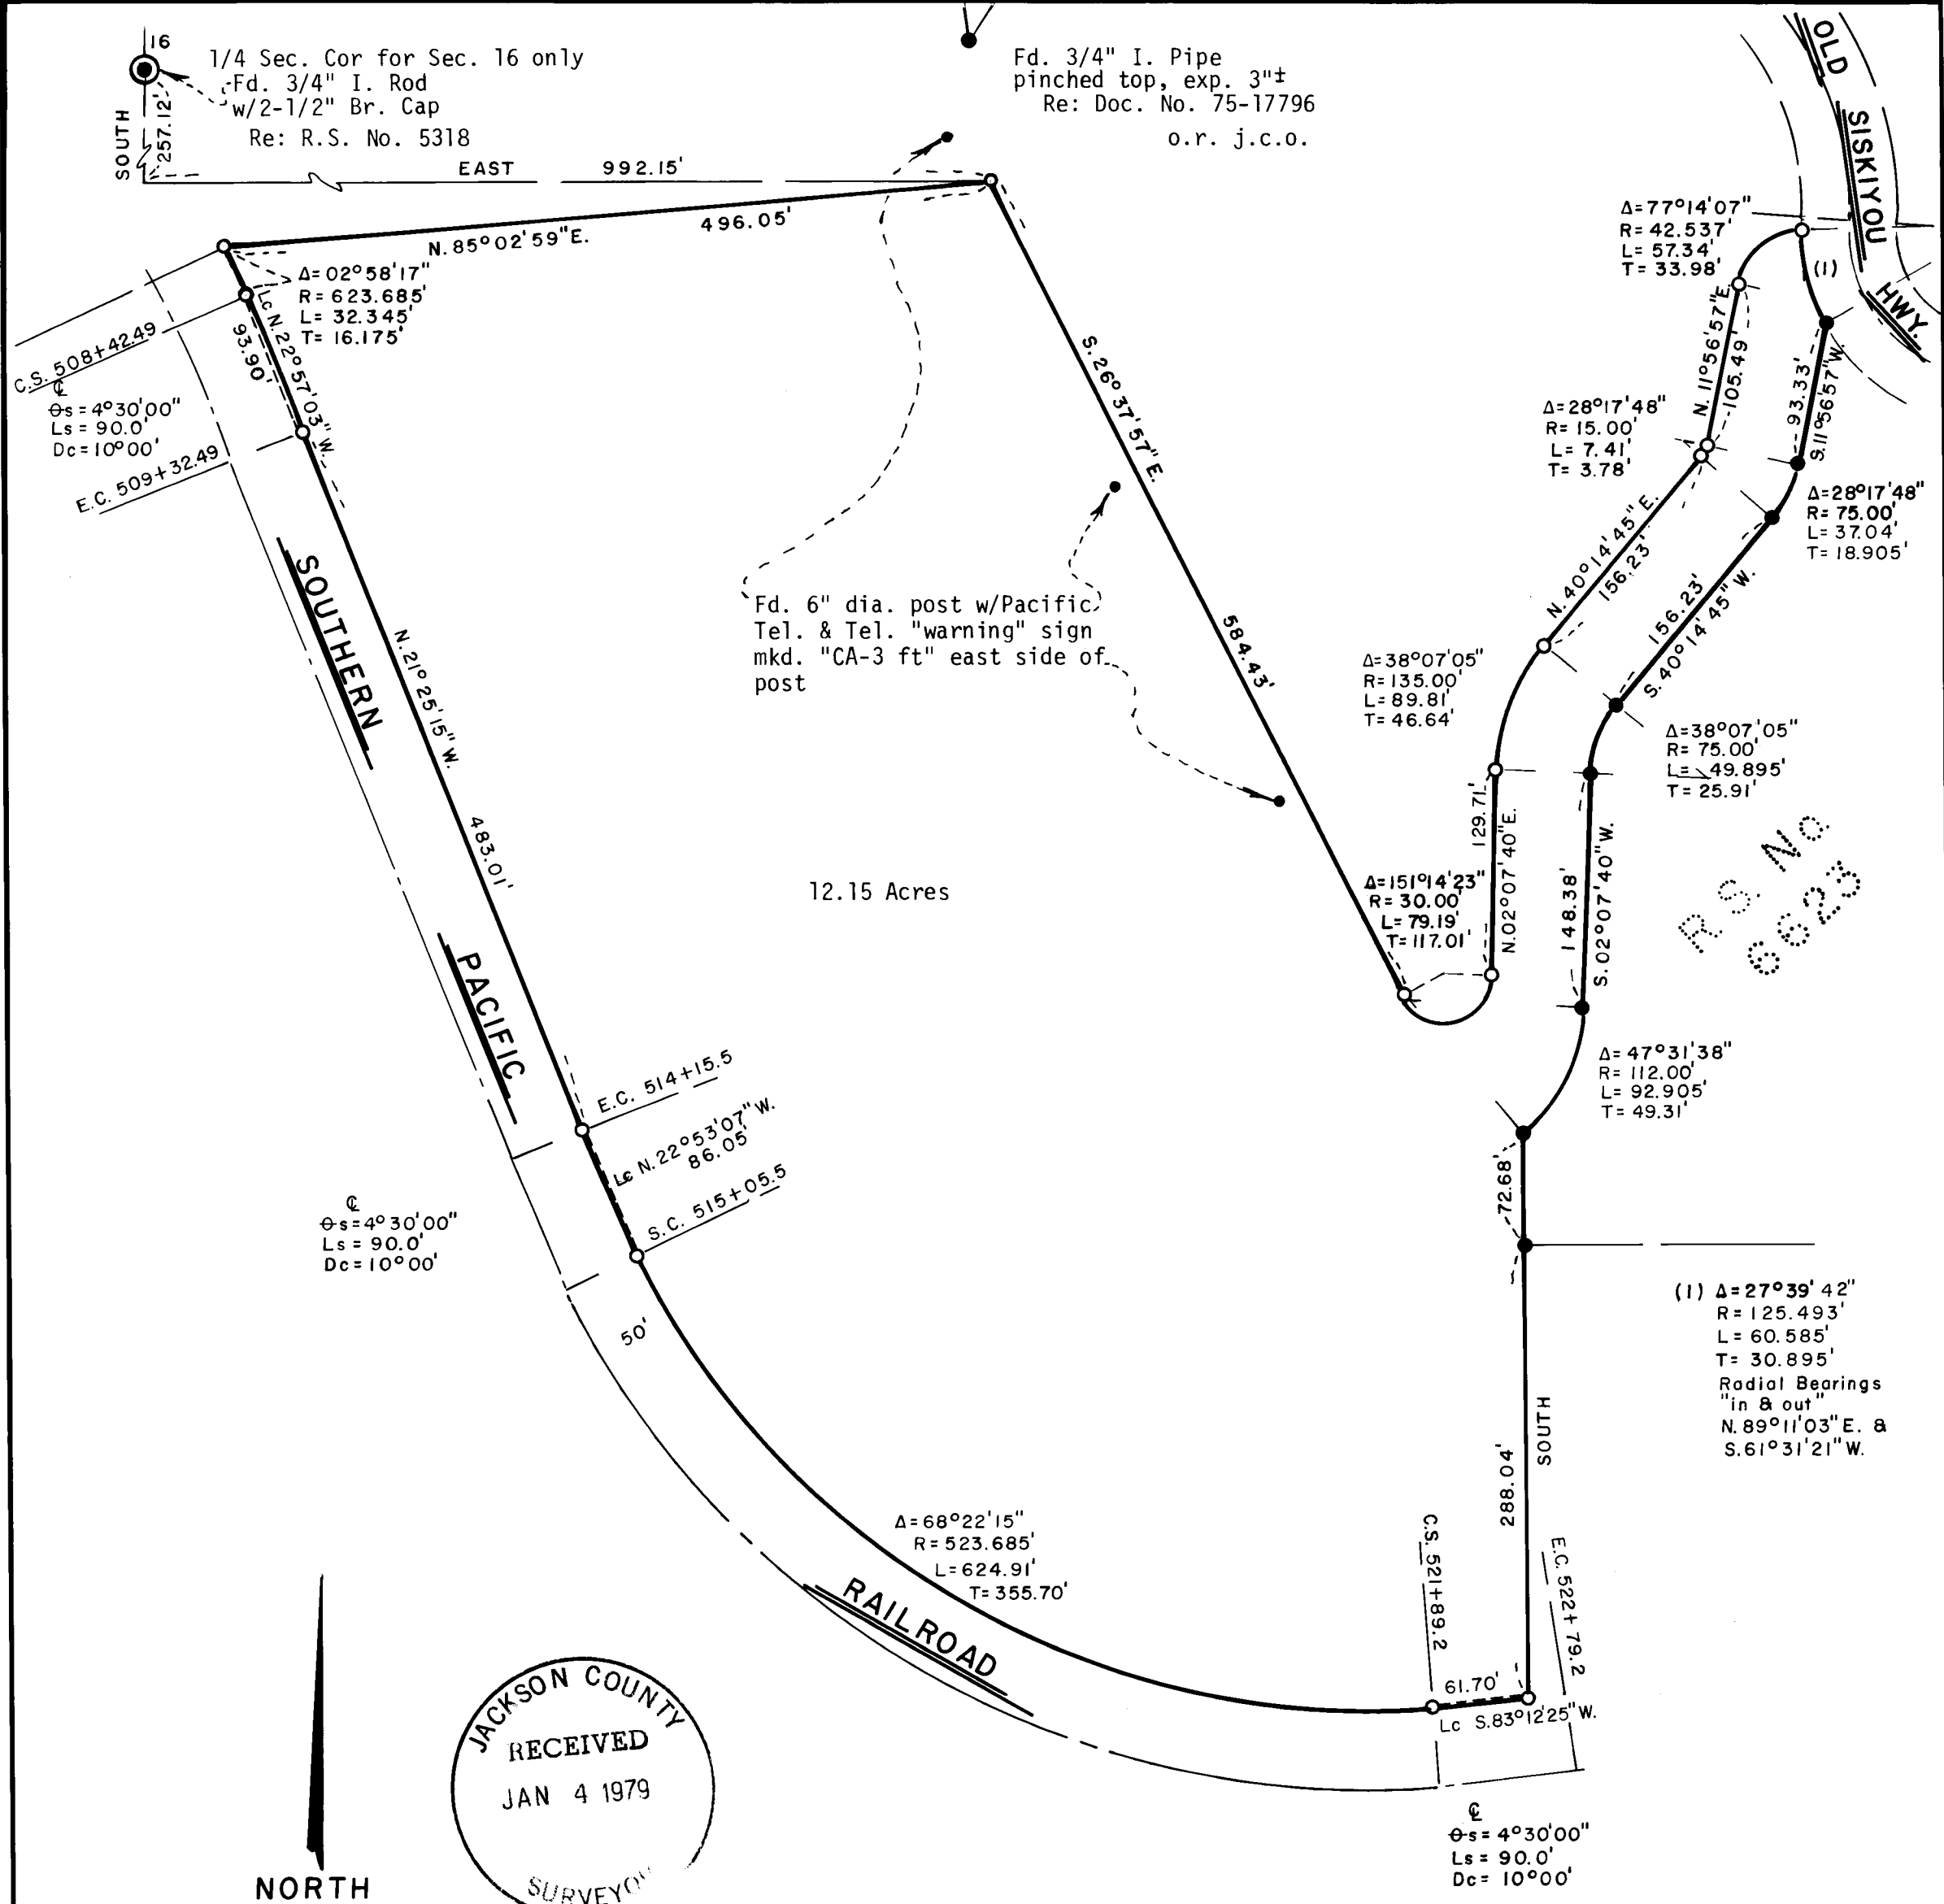 16
1/4 Sec. Cor for Sec. 16 only
Fd. 3/4" I. Rod
w/2-1/2" Br. Cap
Re: R.S. No. 5318
SOUTH
257.12'
EAST 992.15'
Fd. 3/4" I. Pipe
pinched top, exp. 3"±
Re: Doc. No. 75-17796
o.r. j.c.o.
OLD
SISKIYOU
HWY.
N. 85°02'59"E.
496.05'
Δ=02°58'17"
R=623.685'
L= 32.345'
T= 16.175'
Lc N.22°57'03"W.
93.90'
C.S. 508+42.49
℄
Θs=4°30'00"
Ls=90.0'
Dc=10°00'
E.C. 509+32.49
Δ=77°14'07"
R= 42.537'
L= 57.34'
T= 33.98'
(1)
N. 11°56'57"E.
105.49'
93.33'
S.11°56'57"W.
Δ=28°17'48"
R= 15.00'
L= 7.41'
T= 3.78'
Δ=28°17'48"
R= 75.00'
L= 37.04'
T= 18.905'
S. 26°37'57"E.
584.43'
N. 40°14'45"E.
156.23'
156.23'
S. 40°14'45"W.
SOUTHERN
N. 21°25'15"W.
483.01'
Fd. 6" dia. post w/Pacific
Tel. & Tel. "warning" sign
mkd. "CA-3 ft" east side of
post
Δ=38°07'05"
R=135.00'
L=89.81'
T=46.64'
Δ=38°07'05"
R= 75.00'
L= 49.895'
T= 25.91'
129.71'
N.02°07'40"E.
148.38'
S.02°07'40"W.
R S. No.
6623
12.15 Acres
Δ=151°14'23"
R= 30.00'
L= 79.19'
T=117.01'
PACIFIC
E.C. 514+15.5
Lc N.22°53'07"W.
86.05'
S.C. 515+05.5
Δ=47°31'38"
R= 112.00'
L= 92.905'
T= 49.31'
72.68'
℄
Θs=4°30'00"
Ls = 90.0'
Dc=10°00'
50'
(1) Δ=27°39'42"
R=125.493'
L= 60.585'
T= 30.895'
Radial Bearings
"in & out"
N.89°11'03"E. &
S.61°31'21"W.
SOUTH
288.04'
Δ=68°22'15"
R=523.685'
L=624.91'
T=355.70'
RAILROAD
C.S. 521+89.2
E.C. 522+79.2
61.70'
Lc S.83°12'25"W.
℄
Θs=4°30'00"
Ls=90.0'
Dc=10°00'
JACKSON COUNTY
RECEIVED
JAN 4 1979
SURVEYO
NORTH